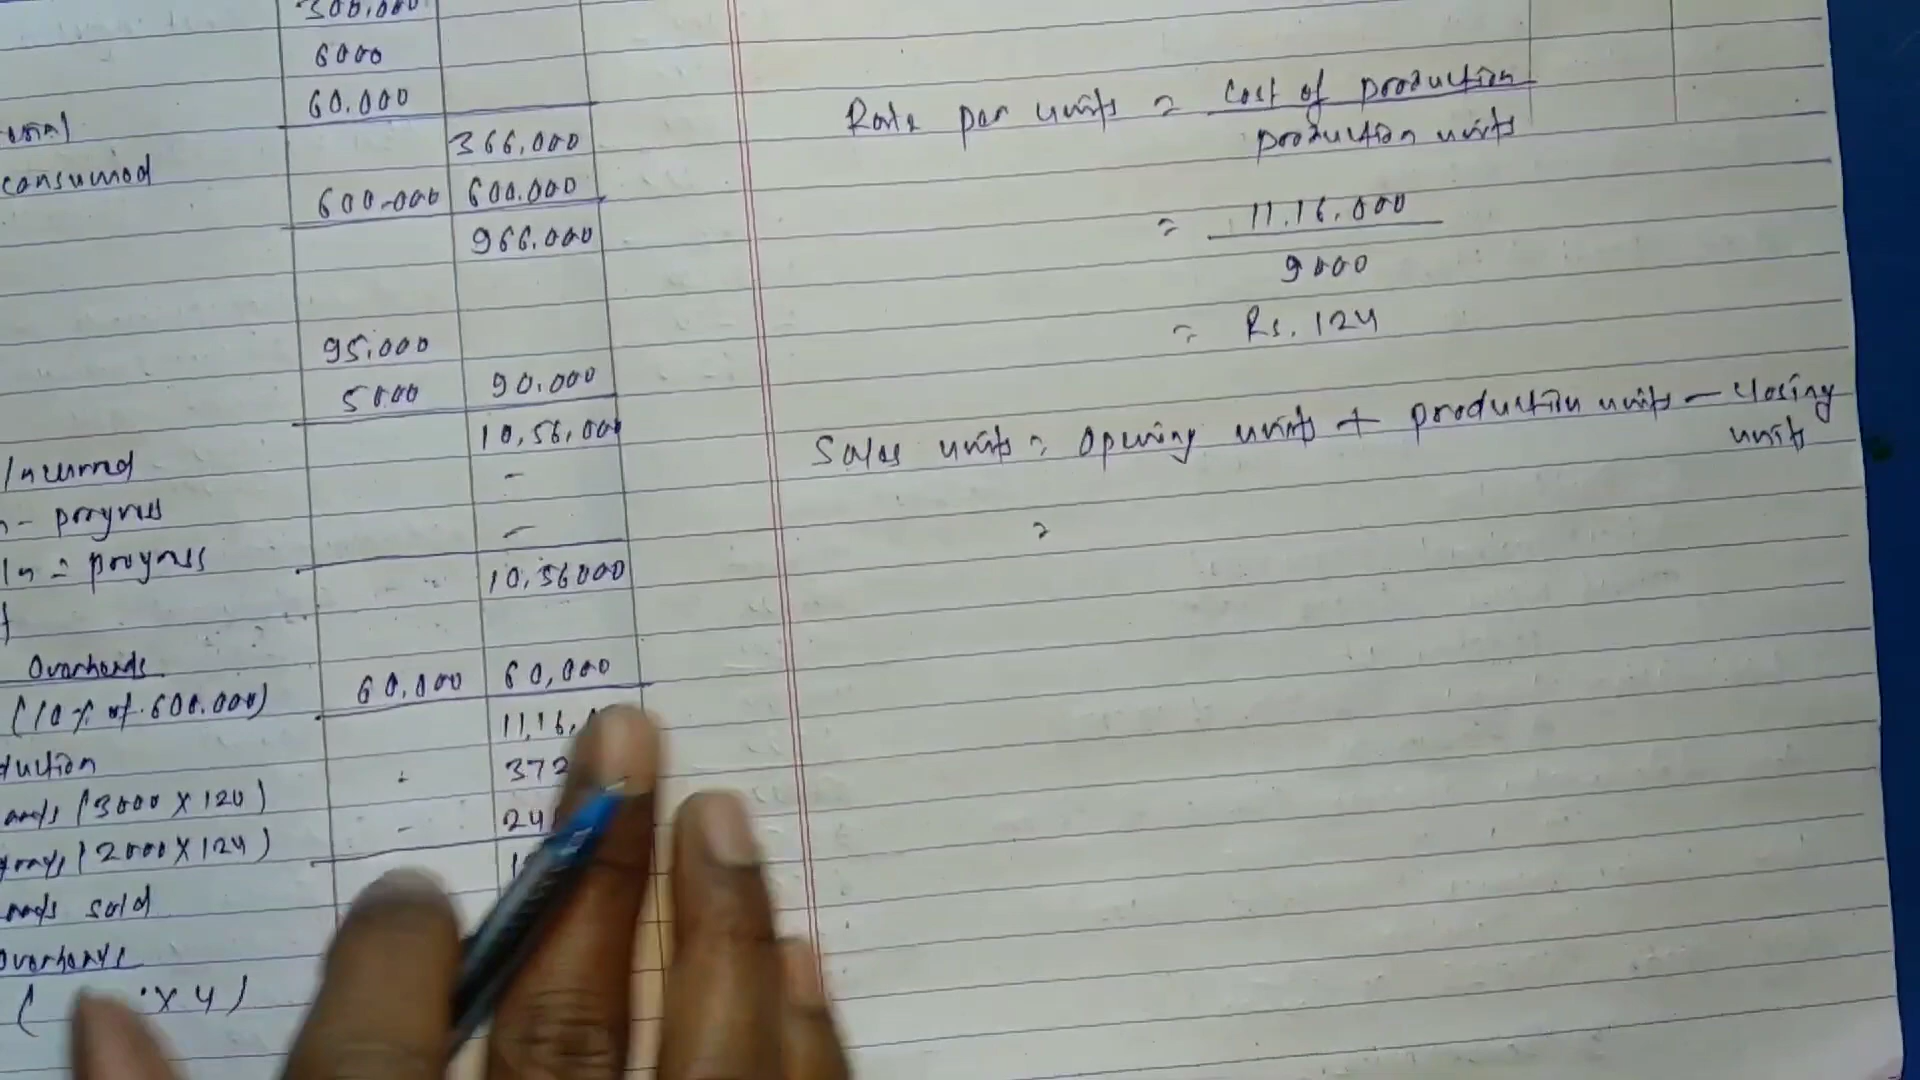 300,000
6000
60.000
366,000
consumed 600.000 600.000
966.000
95,000
5000 90.000
10,56,000
Incurred -
- progress -
In = progress 10,56000
Overheads
(10% of 600.000) 60.000 60,000
11,16,
duction 372
(3000 X 120) 24
(2000 X 124)
sold
overheads
( X 4)
Rate per units = Cost of production
production units
= 11.16.000
9000
= Rs. 124
Sales units = Opening units + production units - closing
units
=